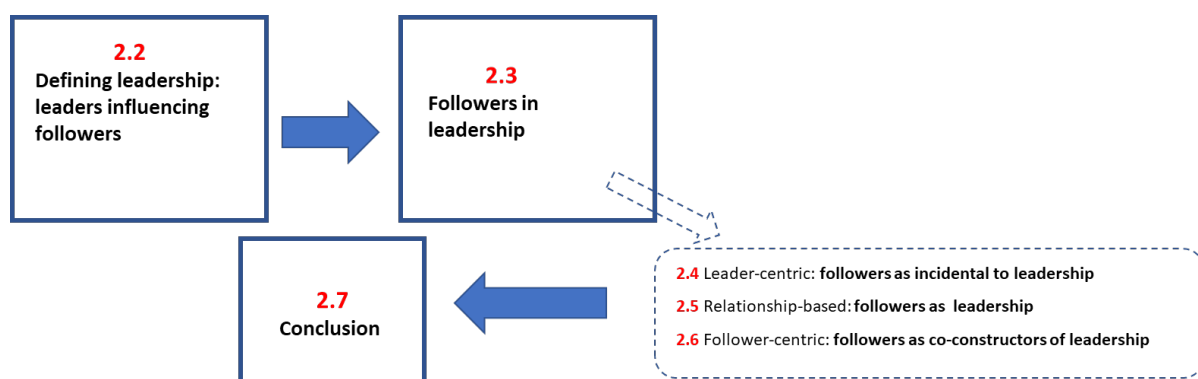 2.2
Defining leadership:
leaders influencing
followers
2.3
Followers in
leadership
2.4 Leader-centric: followers as incidental to leadership
2.5 Relationship-based: followers as leadership
2.6 Follower-centric: followers as co-constructors of leadership
2.7
Conclusion